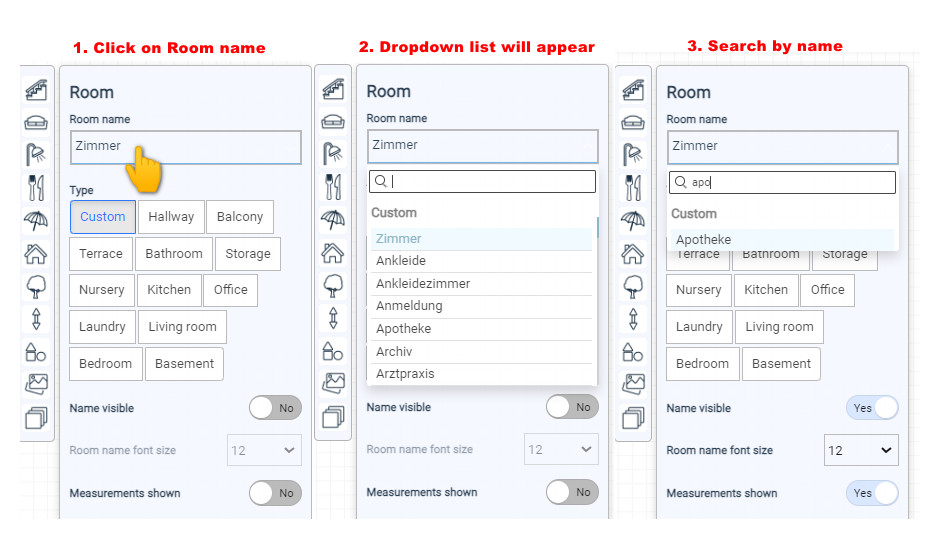 1. Click on Room name
Room
Room name
Zimmer
Type
Custom
Hallway
Balcony
Terrace
Bathroom
Storage
Nursery
Kitchen
Office
Laundry
Living room
Bedroom
Basement
Name visible
No
Room name font size
12
Measurements shown
No
2. Dropdown list will appear
Room
Room name
Zimmer
Custom
Zimmer
Ankleide
Ankleidezimmer
Anmeldung
Apotheke
Archiv
Arztpraxis
Name visible
No
Room name font size
12
Measurements shown
No
3. Search by name
Room
Room name
Zimmer
apo
Custom
Apotheke
Terrace
Bathroom
Storage
Nursery
Kitchen
Office
Laundry
Living room
Bedroom
Basement
Name visible
Yes
Room name font size
12
Measurements shown
Yes